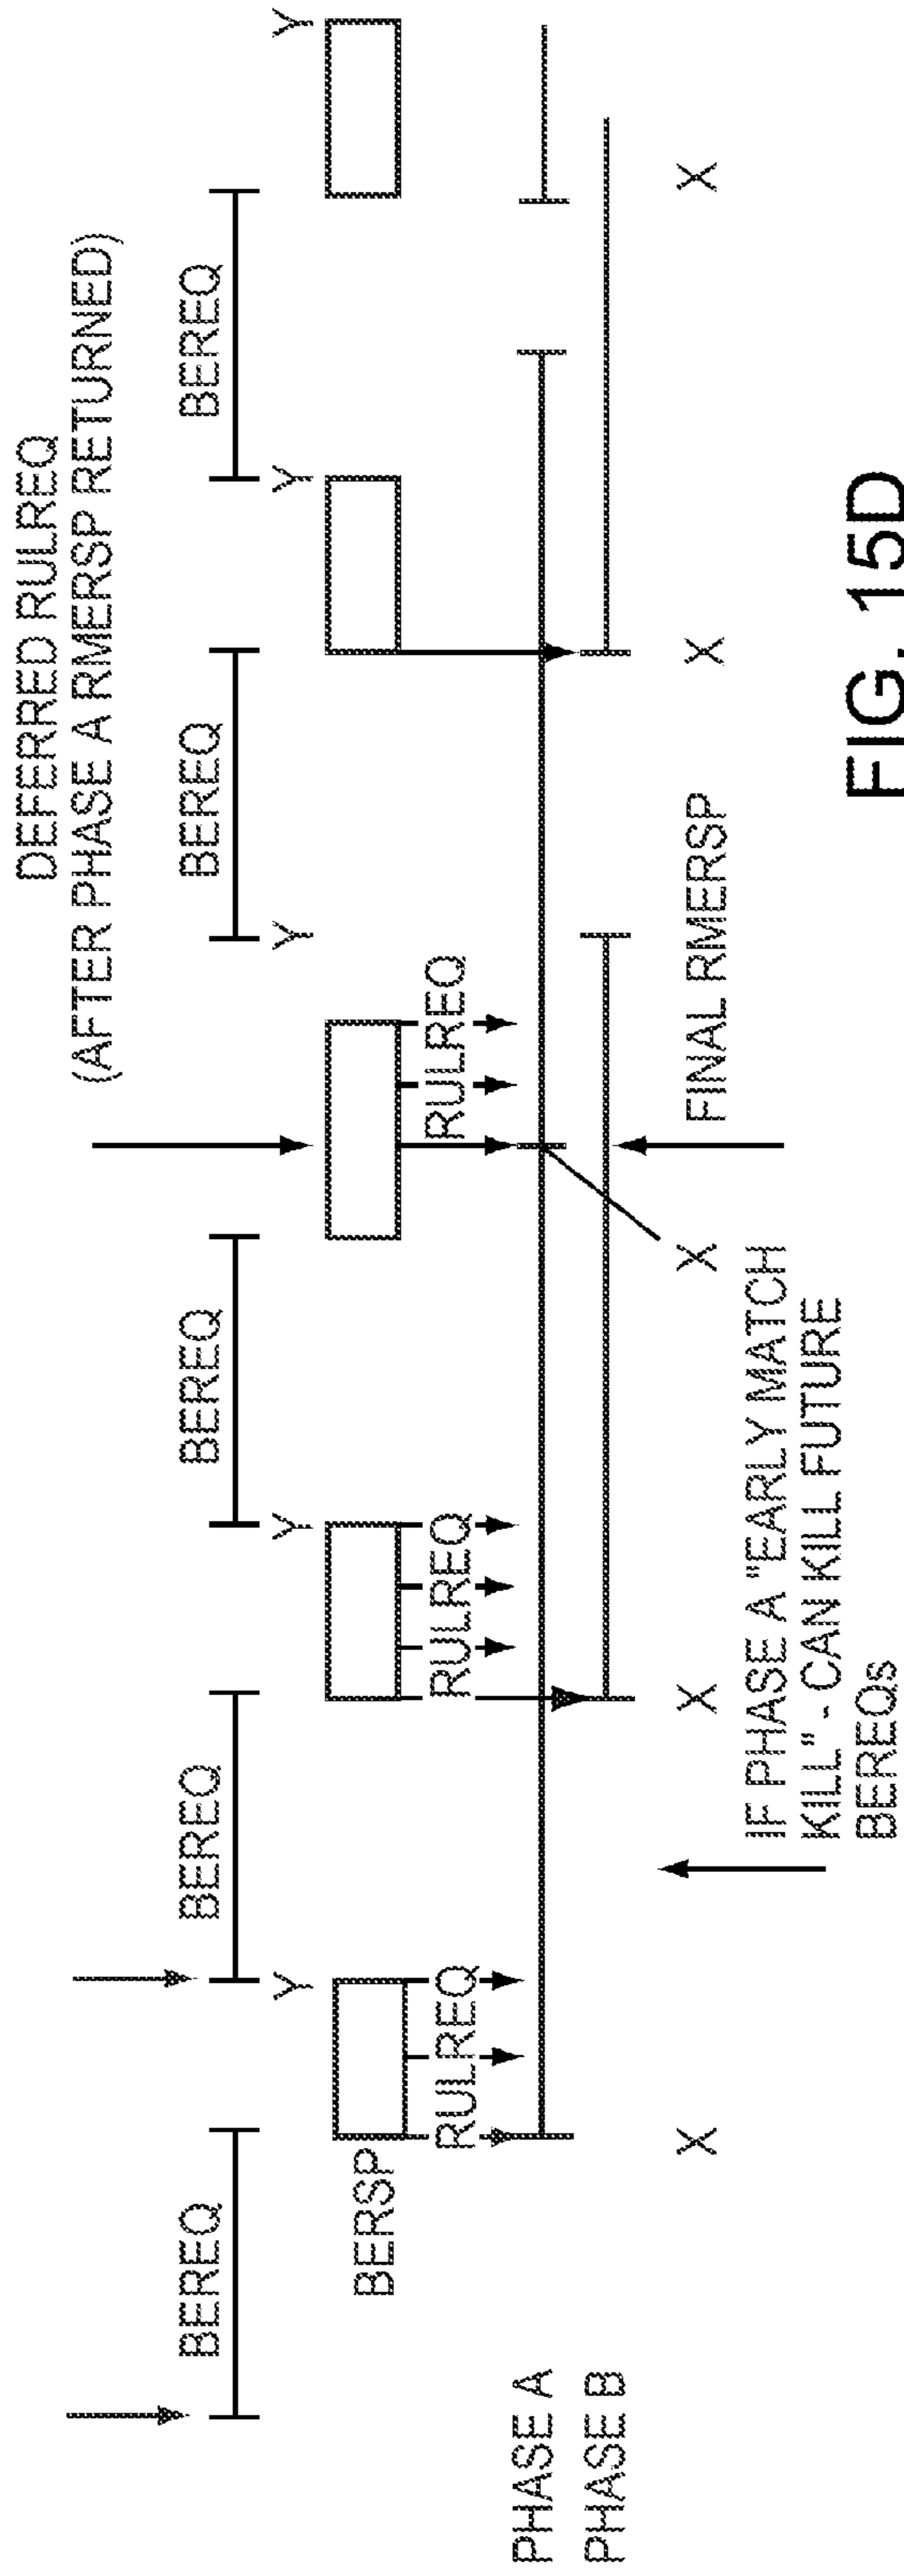 DEFERRED RULREQ
(AFTER PHASE A RMERSP RETURNED)
BEREQ BEREQ BEREQ BEREQ BEREQ
Y Y Y Y Y
BERSP
RULREQ RULREQ RULREQ
PHASE A
PHASE B
X X X FINAL RMERSP X X
IF PHASE A "EARLY MATCH
KILL" - CAN KILL FUTURE
BEREQs
FIG. 15D